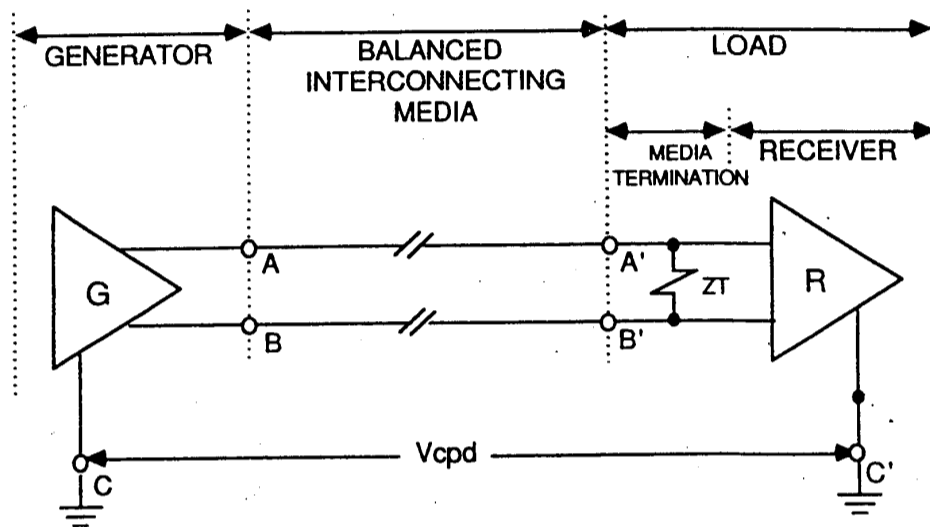 GENERATOR
BALANCED
INTERCONNECTING
MEDIA
LOAD
MEDIA
TERMINATION
RECEIVER
G
A
B
A'
B'
ZT
R
Vcpd
C
C'